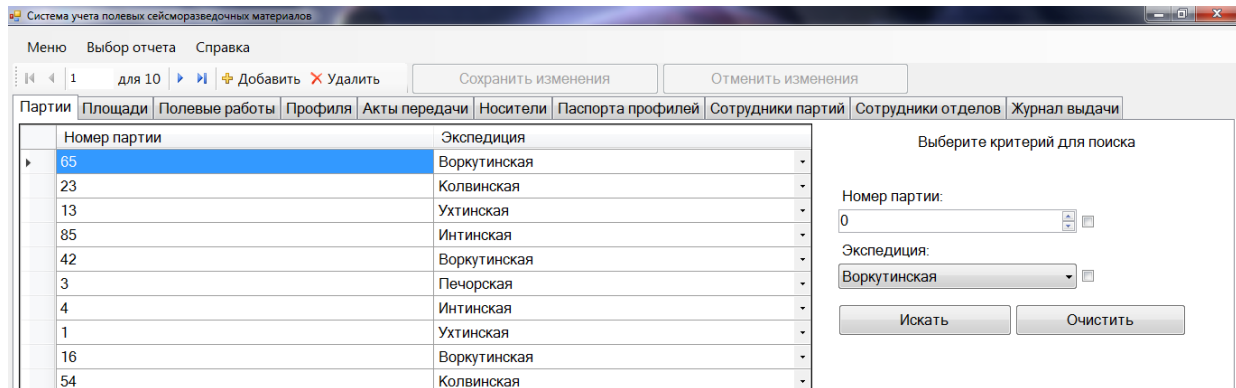 Система учета полевых сейсморазведочных материалов
Меню Выбор отчета Справка
1 для 10 Добавить Удалить Сохранить изменения Отменить изменения
Партии Площади Полевые работы Профиля Акты передачи Носители Паспорта профилей Сотрудники партий Сотрудники отделов Журнал выдачи
Номер партии Экспедиция
65 Воркутинская
23 Колвинская
13 Ухтинская
85 Интинская
42 Воркутинская
3 Печорская
4 Интинская
1 Ухтинская
16 Воркутинская
54 Колвинская
Выберите критерий для поиска
Номер партии:
0
Экспедиция:
Воркутинская
Искать Очистить